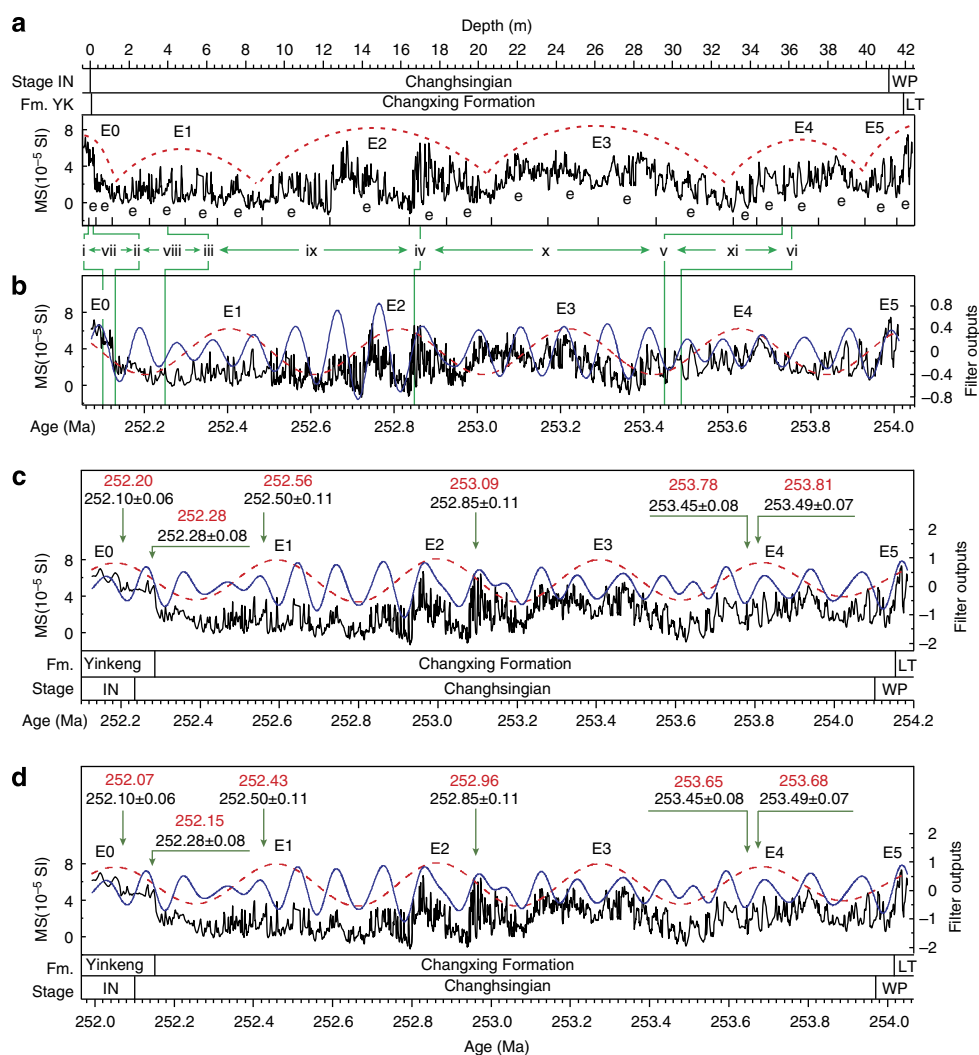 a
Depth (m)
0 2 4 6 8 10 12 14 16 18 20 22 24 26 28 30 32 34 36 38 40 42
Stage IN Changhsingian WP
Fm. YK Changxing Formation LT
E0 E1 E2 E3 E4 E5
MS(10⁻⁵ SI)
8
4
0
e e e e e e e e e e e e e e e e e e
i vii ii viii iii ix iv x v xi vi
b
E0 E1 E2 E3 E4 E5
MS(10⁻⁵ SI)
8
4
0
0.8
0.4
0
−0.4
−0.8
Filter outputs
Age (Ma) 252.2 252.4 252.6 252.8 253.0 253.2 253.4 253.6 253.8 254.0
c
252.20 252.56 253.09 253.78 253.81
252.10±0.06 252.50±0.11 252.85±0.11 253.45±0.08 253.49±0.07
252.28
252.28±0.08
E0 E1 E2 E3 E4 E5
MS(10⁻⁵ SI)
8
4
0
2
1
0
−1
−2
Filter outputs
Fm. Yinkeng Changxing Formation LT
Stage IN Changhsingian WP
Age (Ma) 252.2 252.4 252.6 252.8 253.0 253.2 253.4 253.6 253.8 254.0 254.2
d
252.07 252.43 252.96 253.65 253.68
252.10±0.06 252.50±0.11 252.85±0.11 253.45±0.08 253.49±0.07
252.15
252.28±0.08
E0 E1 E2 E3 E4 E5
MS(10⁻⁵ SI)
8
4
0
2
1
0
−1
−2
Filter outputs
Fm. Yinkeng Changxing Formation LT
Stage IN Changhsingian WP
252.0 252.2 252.4 252.6 252.8 253.0 253.2 253.4 253.6 253.8 254.0
Age (Ma)